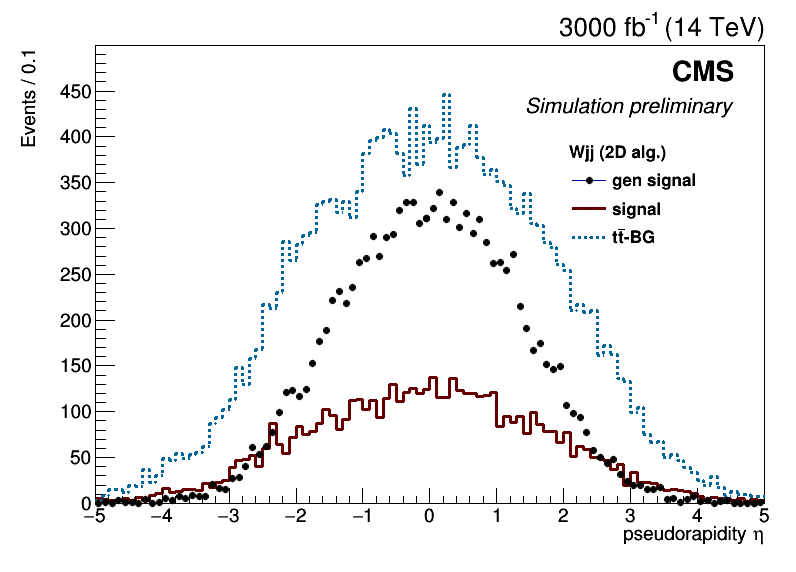 3000 fb⁻¹ (14 TeV)
CMS
Simulation preliminary
Wjj (2D alg.)
gen signal
signal
tt̄-BG
Events / 0.1
450
400
350
300
250
200
150
100
50
0
−5 −4 −3 −2 −1 0 1 2 3 4 5
pseudorapidity η